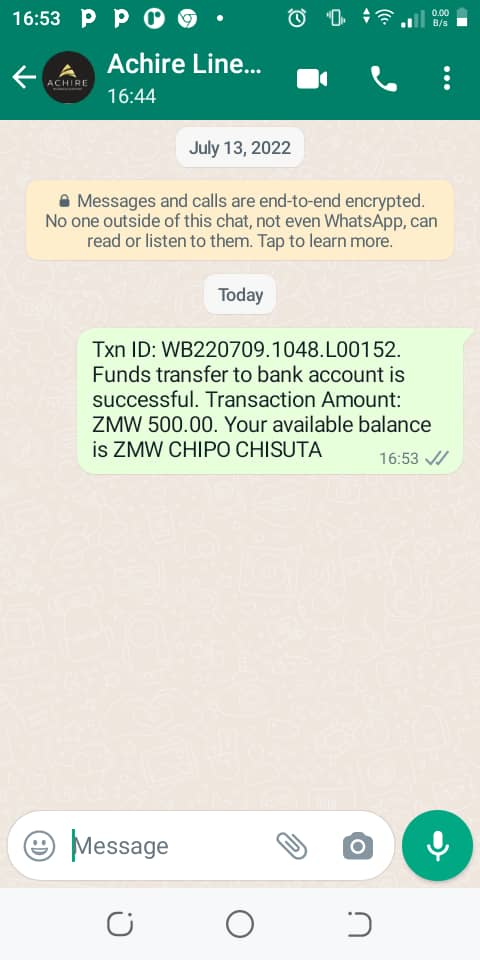 16:53
0.00
B/s
Achire Line...
ACHIRE
16:44
July 13, 2022
Messages and calls are end-to-end encrypted.
No one outside of this chat, not even WhatsApp, can
read or listen to them. Tap to learn more.
Today
Txn ID: WB220709.1048.L00152.
Funds transfer to bank account is
successful. Transaction Amount:
ZMW 500.00. Your available balance
is ZMW CHIPO CHISUTA
16:53
Message